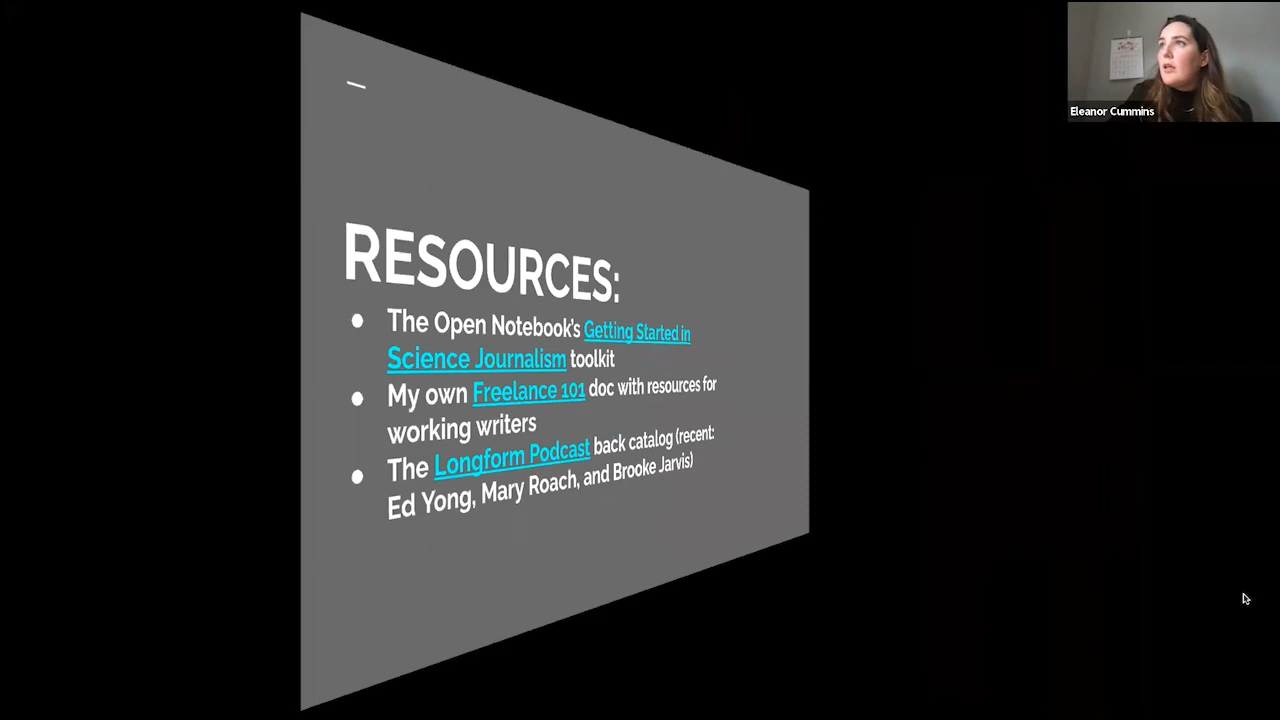 Eleanor Cummins
RESOURCES:
The Open Notebook's Getting Started in
Science Journalism toolkit
My own Freelance 101 doc with resources for
working writers
The Longform Podcast back catalog (recent:
Ed Yong, Mary Roach, and Brooke Jarvis)